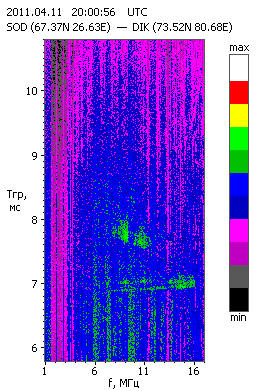 2011.04.11 20:00:56 UTC
SOD (67.37N 26.63E) — DIK (73.52N 80.68E)
max
10
9
Тгр,
мс
8
7
6
min
1 6 11 16
f, МГц